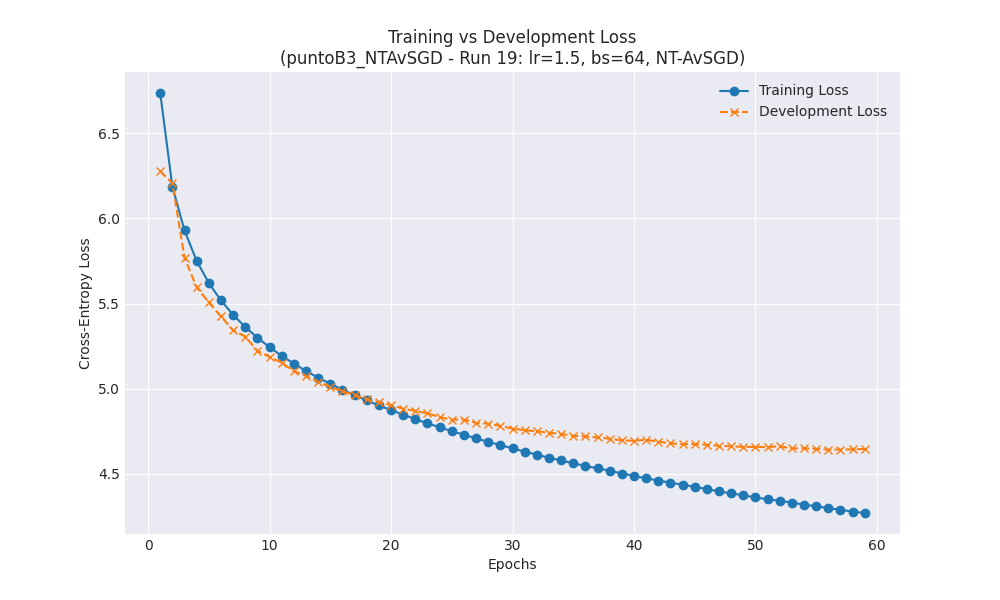 Training vs Development Loss
(puntoB3_NTAvSGD - Run 19: lr=1.5, bs=64, NT-AvSGD)
Training Loss
Development Loss
6.5
6.0
5.5
5.0
4.5
Cross-Entropy Loss
0 10 20 30 40 50 60
Epochs